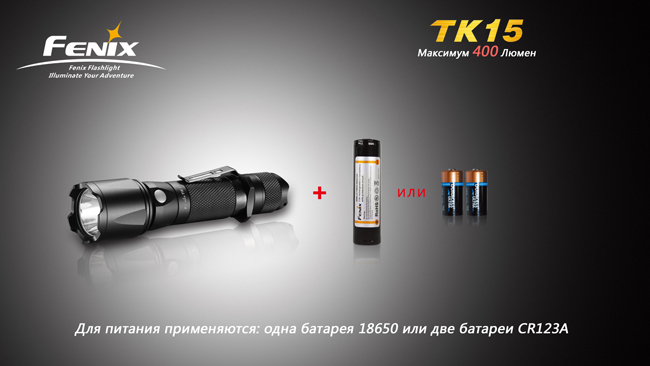 FENIX
Fenix Flashlight
Illuminate Your Adventure
TK15
Максимум 400 Люмен
+
или
Fenix
Для питания применяются: одна батарея 18650 или две батареи CR123A